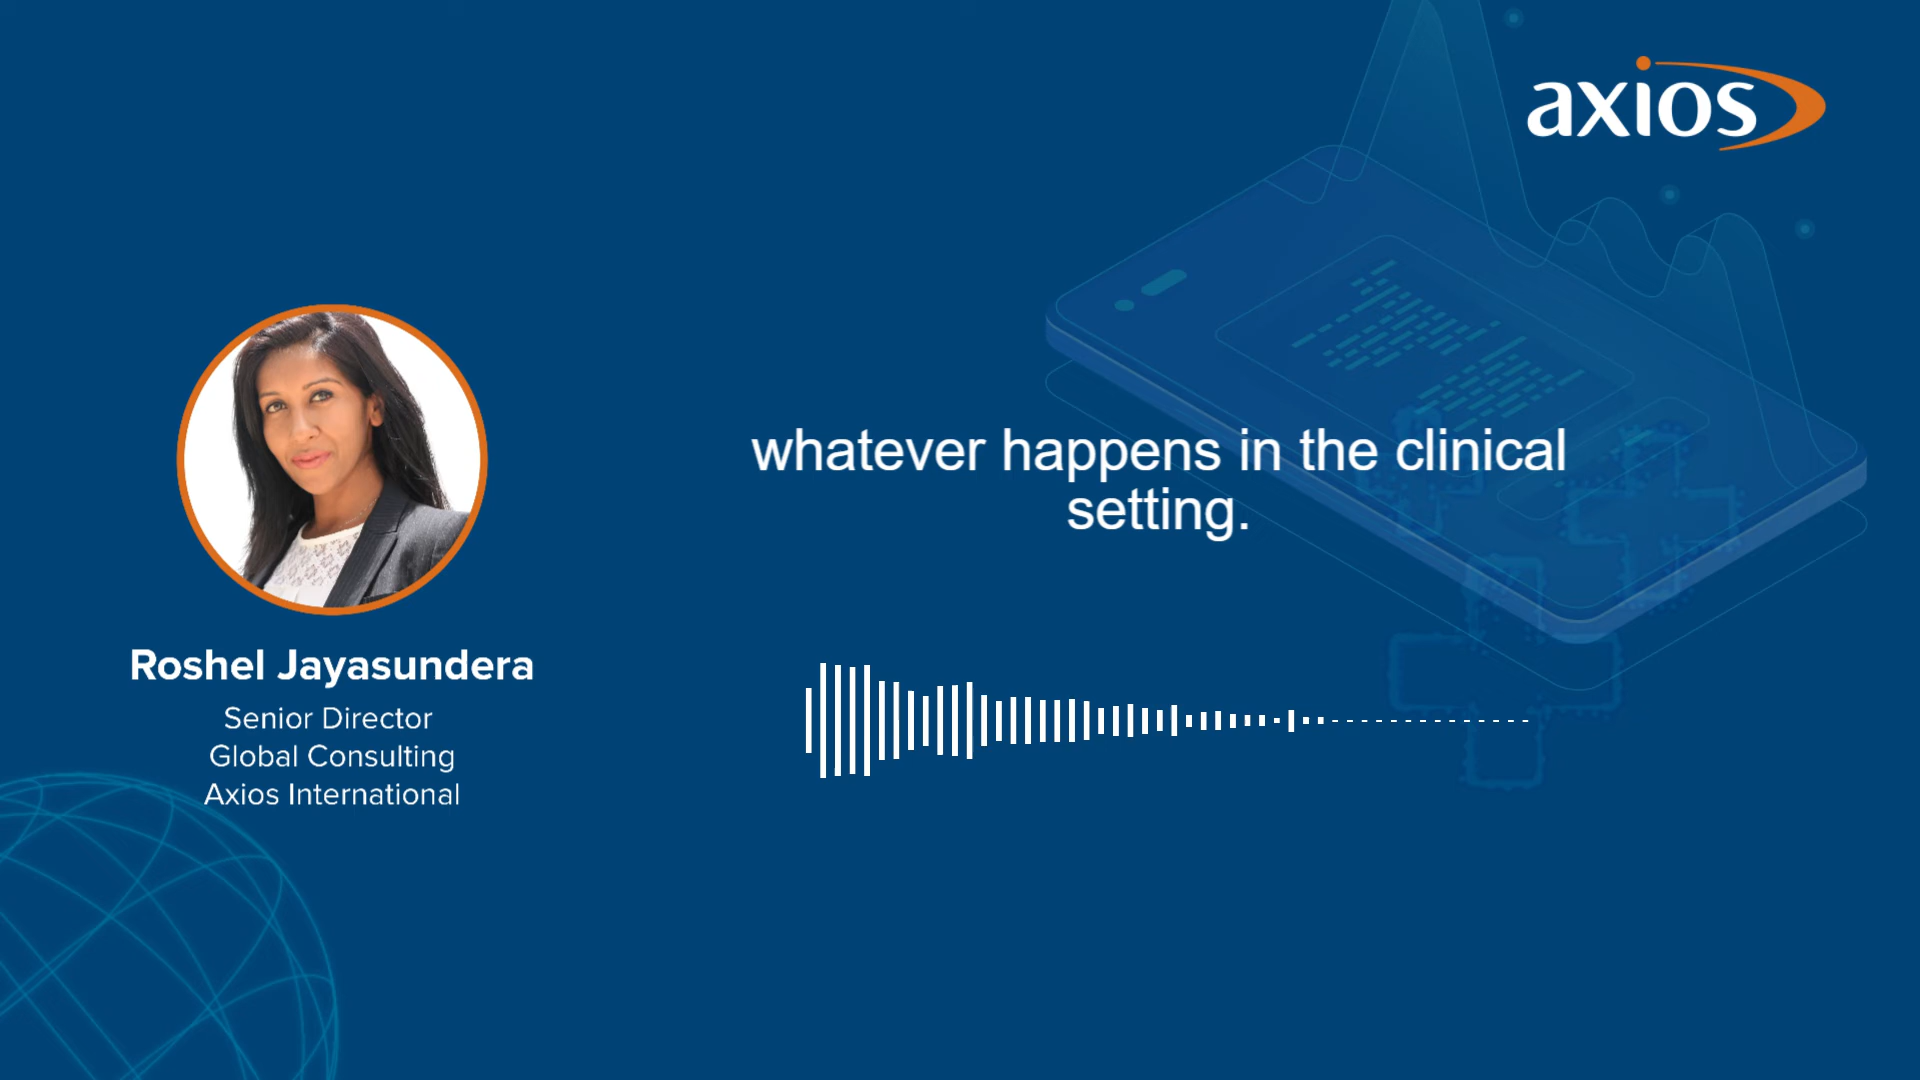 axios
whatever happens in the clinical
setting.
Roshel Jayasundera
Senior Director
Global Consulting
Axios International